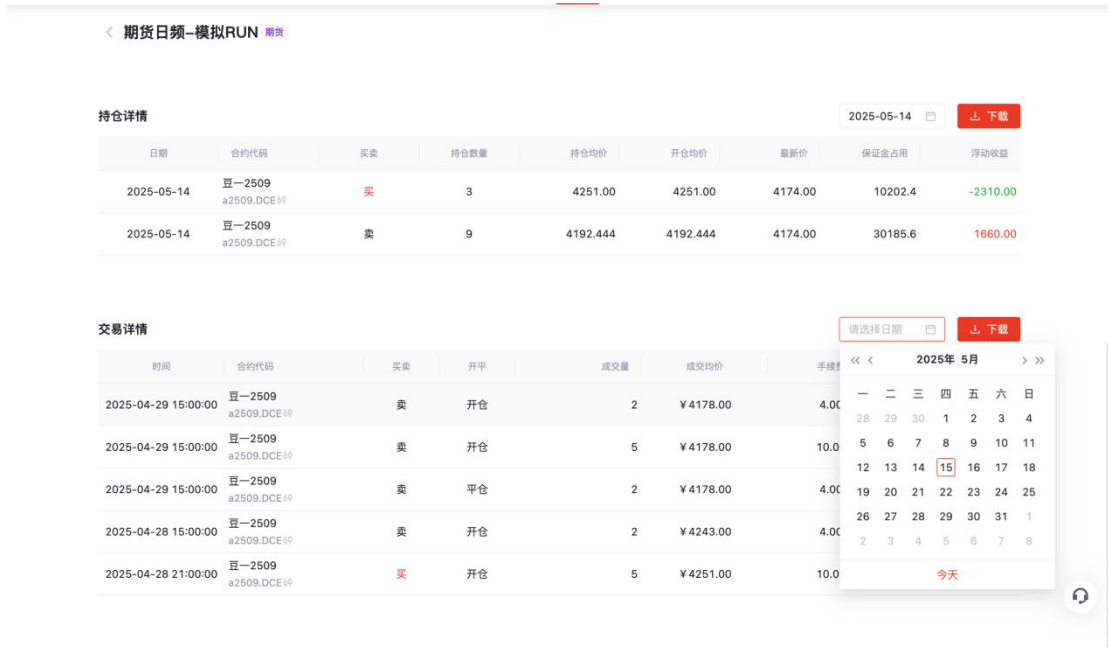 期货日频-模拟RUN 期货
持仓详情 2025-05-14 下载
日期 合约代码 买卖 持仓数量 持仓均价 开仓均价 最新价 保证金占用 浮动收益
2025-05-14 豆一2509 a2509.DCE 买 3 4251.00 4251.00 4174.00 10202.4 -2310.00
2025-05-14 豆一2509 a2509.DCE 卖 9 4192.444 4192.444 4174.00 30185.6 1660.00
交易详情 请选择日期 下载
时间 合约代码 买卖 开平 成交量 成交均价 手续
2025-04-29 15:00:00 豆一2509 a2509.DCE 卖 开仓 2 ¥4178.00 4.00
2025-04-29 15:00:00 豆一2509 a2509.DCE 卖 开仓 5 ¥4178.00 10.0
2025-04-29 15:00:00 豆一2509 a2509.DCE 卖 平仓 2 ¥4178.00 4.00
2025-04-28 15:00:00 豆一2509 a2509.DCE 卖 开仓 2 ¥4243.00 4.00
2025-04-28 21:00:00 豆一2509 a2509.DCE 买 开仓 5 ¥4251.00 10.0
2025年 5月
一 二 三 四 五 六 日
28 29 30 1 2 3 4
5 6 7 8 9 10 11
12 13 14 15 16 17 18
19 20 21 22 23 24 25
26 27 28 29 30 31 1
2 3 4 5 6 7 8
今天